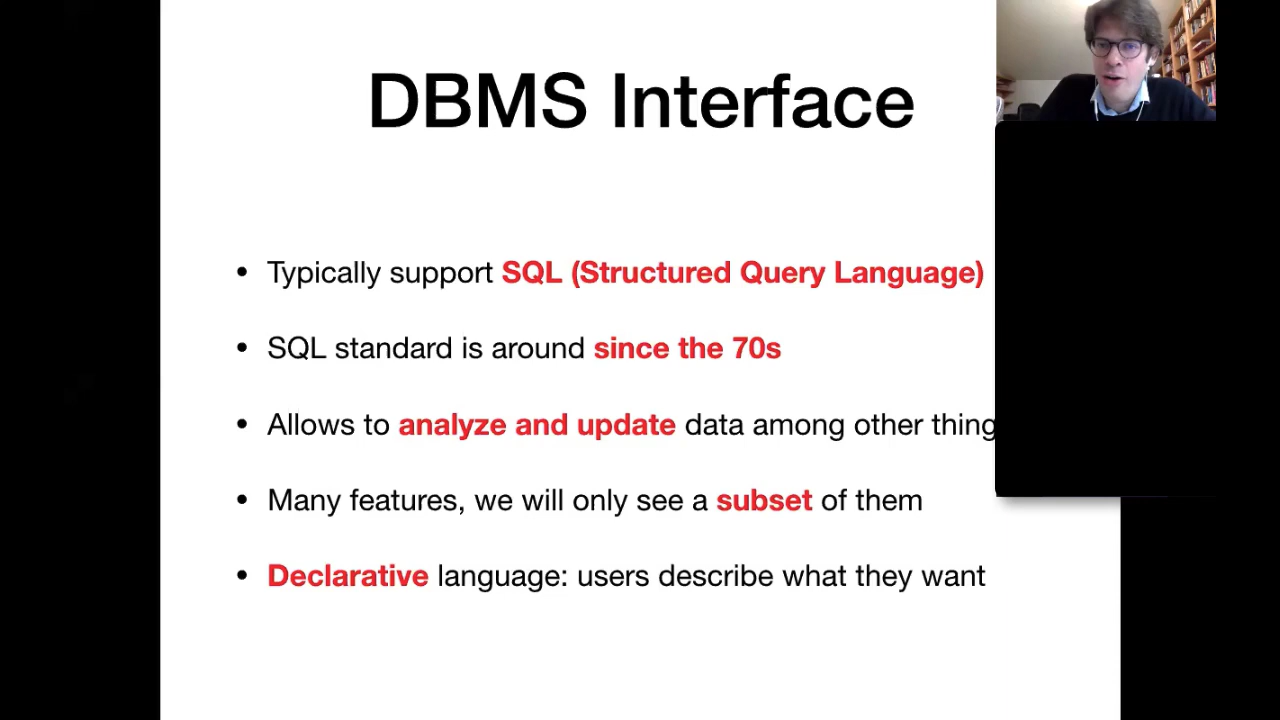 DBMS Interface
• Typically support SQL (Structured Query Language)
• SQL standard is around since the 70s
• Allows to analyze and update data among other thing
• Many features, we will only see a subset of them
• Declarative language: users describe what they want